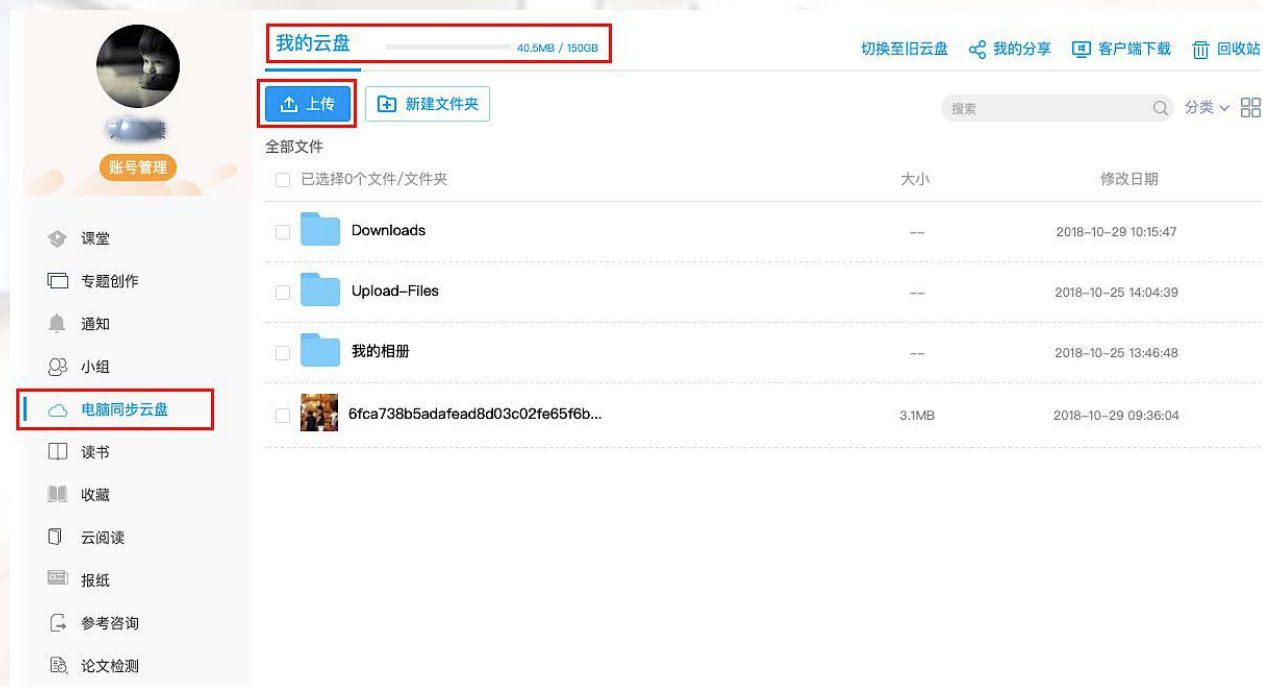 我的云盘 40.5MB / 150GB 切换至旧云盘 我的分享 客户端下载 回收站
上传 新建文件夹 搜索 分类
账号管理
全部文件
已选择0个文件/文件夹 大小 修改日期
Downloads -- 2018-10-29 10:15:47
Upload-Files -- 2018-10-25 14:04:39
我的相册 -- 2018-10-25 13:46:48
6fca738b5adafead8d03c02fe65f6b... 3.1MB 2018-10-29 09:36:04
课堂
专题创作
通知
小组
电脑同步云盘
读书
收藏
云阅读
报纸
参考咨询
论文检测